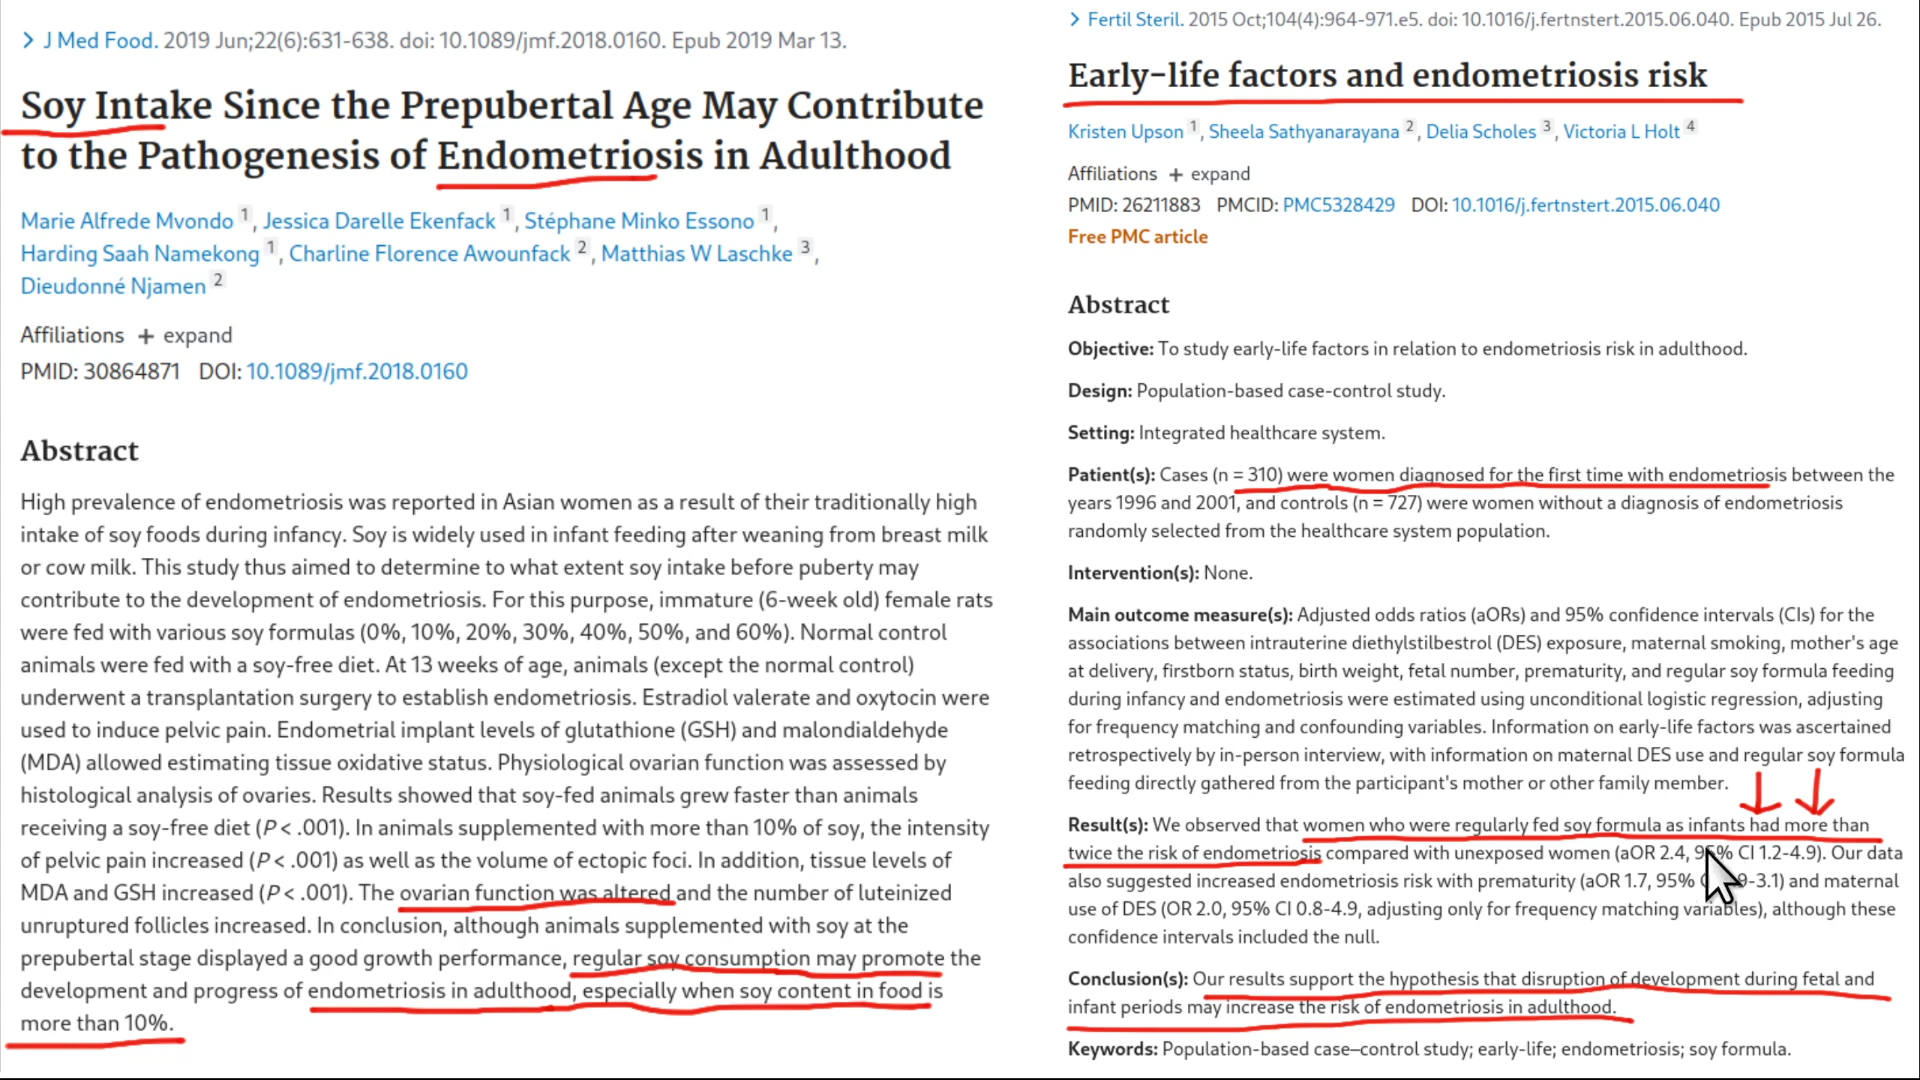 > J Med Food. 2019 Jun;22(6):631-638. doi: 10.1089/jmf.2018.0160. Epub 2019 Mar 13.
Soy Intake Since the Prepubertal Age May Contribute
to the Pathogenesis of Endometriosis in Adulthood
Marie Alfrede Mvondo 1, Jessica Darelle Ekenfack 1, Stéphane Minko Essono 1,
Harding Saah Namekong 1, Charline Florence Awounfack 2, Matthias W Laschke 3,
Dieudonné Njamen 2
Affiliations + expand
PMID: 30864871 DOI: 10.1089/jmf.2018.0160
Abstract
High prevalence of endometriosis was reported in Asian women as a result of their traditionally high
intake of soy foods during infancy. Soy is widely used in infant feeding after weaning from breast milk
or cow milk. This study thus aimed to determine to what extent soy intake before puberty may
contribute to the development of endometriosis. For this purpose, immature (6-week old) female rats
were fed with various soy formulas (0%, 10%, 20%, 30%, 40%, 50%, and 60%). Normal control
animals were fed with a soy-free diet. At 13 weeks of age, animals (except the normal control)
underwent a transplantation surgery to establish endometriosis. Estradiol valerate and oxytocin were
used to induce pelvic pain. Endometrial implant levels of glutathione (GSH) and malondialdehyde
(MDA) allowed estimating tissue oxidative status. Physiological ovarian function was assessed by
histological analysis of ovaries. Results showed that soy-fed animals grew faster than animals
receiving a soy-free diet (P < .001). In animals supplemented with more than 10% of soy, the intensity
of pelvic pain increased (P < .001) as well as the volume of ectopic foci. In addition, tissue levels of
MDA and GSH increased (P < .001). The ovarian function was altered and the number of luteinized
unruptured follicles increased. In conclusion, although animals supplemented with soy at the
prepubertal stage displayed a good growth performance, regular soy consumption may promote the
development and progress of endometriosis in adulthood, especially when soy content in food is
more than 10%.
> Fertil Steril. 2015 Oct;104(4):964-971.e5. doi: 10.1016/j.fertnstert.2015.06.040. Epub 2015 Jul 26.
Early-life factors and endometriosis risk
Kristen Upson 1, Sheela Sathyanarayana 2, Delia Scholes 3, Victoria L Holt 4
Affiliations + expand
PMID: 26211883 PMCID: PMC5328429 DOI: 10.1016/j.fertnstert.2015.06.040
Free PMC article
Abstract
Objective: To study early-life factors in relation to endometriosis risk in adulthood.
Design: Population-based case-control study.
Setting: Integrated healthcare system.
Patient(s): Cases (n = 310) were women diagnosed for the first time with endometriosis between the
years 1996 and 2001, and controls (n = 727) were women without a diagnosis of endometriosis
randomly selected from the healthcare system population.
Intervention(s): None.
Main outcome measure(s): Adjusted odds ratios (aORs) and 95% confidence intervals (CIs) for the
associations between intrauterine diethylstilbestrol (DES) exposure, maternal smoking, mother's age
at delivery, firstborn status, birth weight, fetal number, prematurity, and regular soy formula feeding
during infancy and endometriosis were estimated using unconditional logistic regression, adjusting
for frequency matching and confounding variables. Information on early-life factors was ascertained
retrospectively by in-person interview, with information on maternal DES use and regular soy formula
feeding directly gathered from the participant's mother or other family member.
Result(s): We observed that women who were regularly fed soy formula as infants had more than
twice the risk of endometriosis compared with unexposed women (aOR 2.4, 95% CI 1.2-4.9). Our data
also suggested increased endometriosis risk with prematurity (aOR 1.7, 95% 9-3.1) and maternal
use of DES (OR 2.0, 95% CI 0.8-4.9, adjusting only for frequency matching variables), although these
confidence intervals included the null.
Conclusion(s): Our results support the hypothesis that disruption of development during fetal and
infant periods may increase the risk of endometriosis in adulthood.
Keywords: Population-based case–control study; early-life; endometriosis; soy formula.